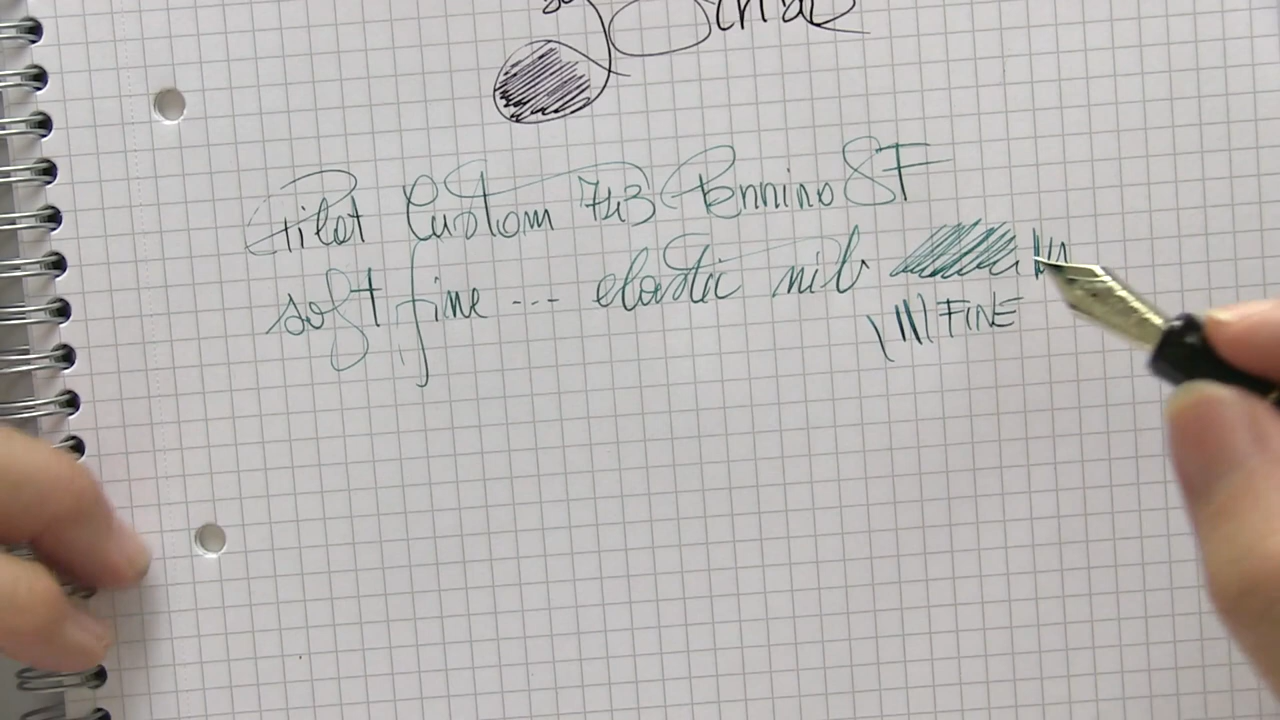 Pilot Custom 743 Pennino SF
soft fine --- elastic nib
FINE